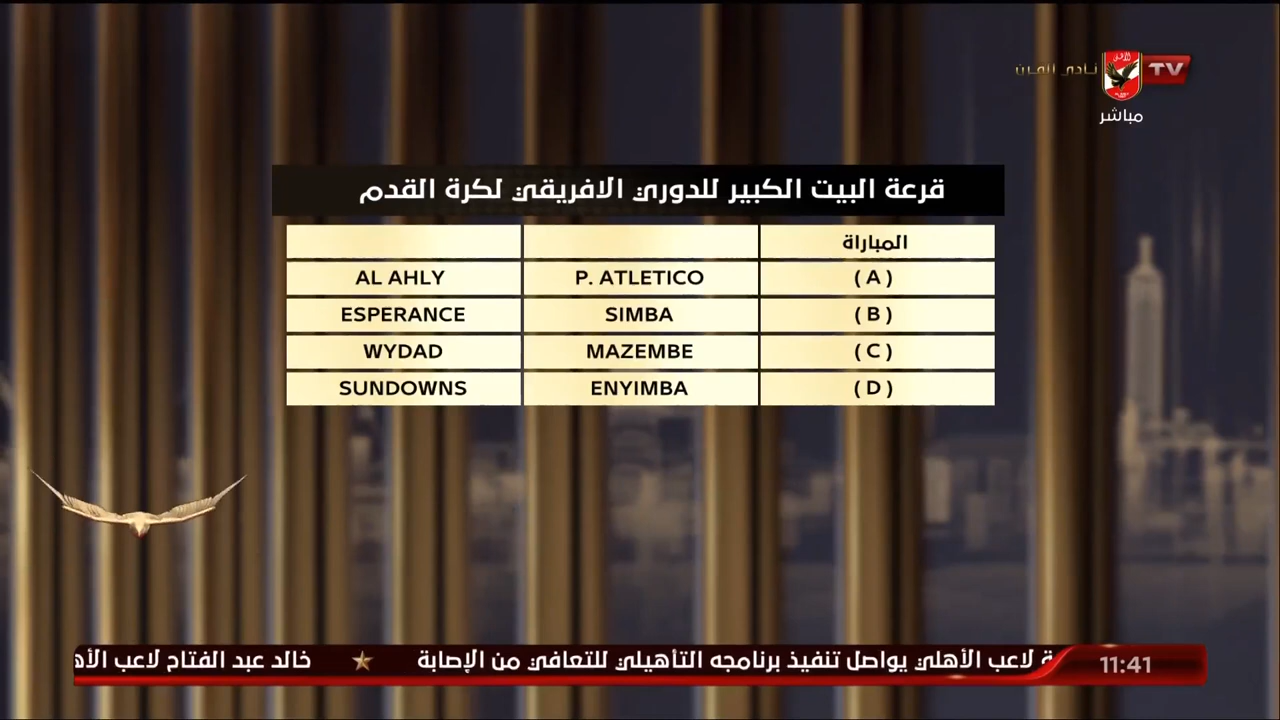 نادي القرن
TV
مباشر
قرعة البيت الكبير للدوري الافريقي لكرة القدم
المباراة
AL AHLY P. ATLETICO ( A )
ESPERANCE SIMBA ( B )
WYDAD MAZEMBE ( C )
SUNDOWNS ENYIMBA ( D )
11:41
ة لاعب الأهلي يواصل تنفيذ برنامجه التأهيلي للتعافي من الإصابة ★ خالد عبد الفتاح لاعب الأه